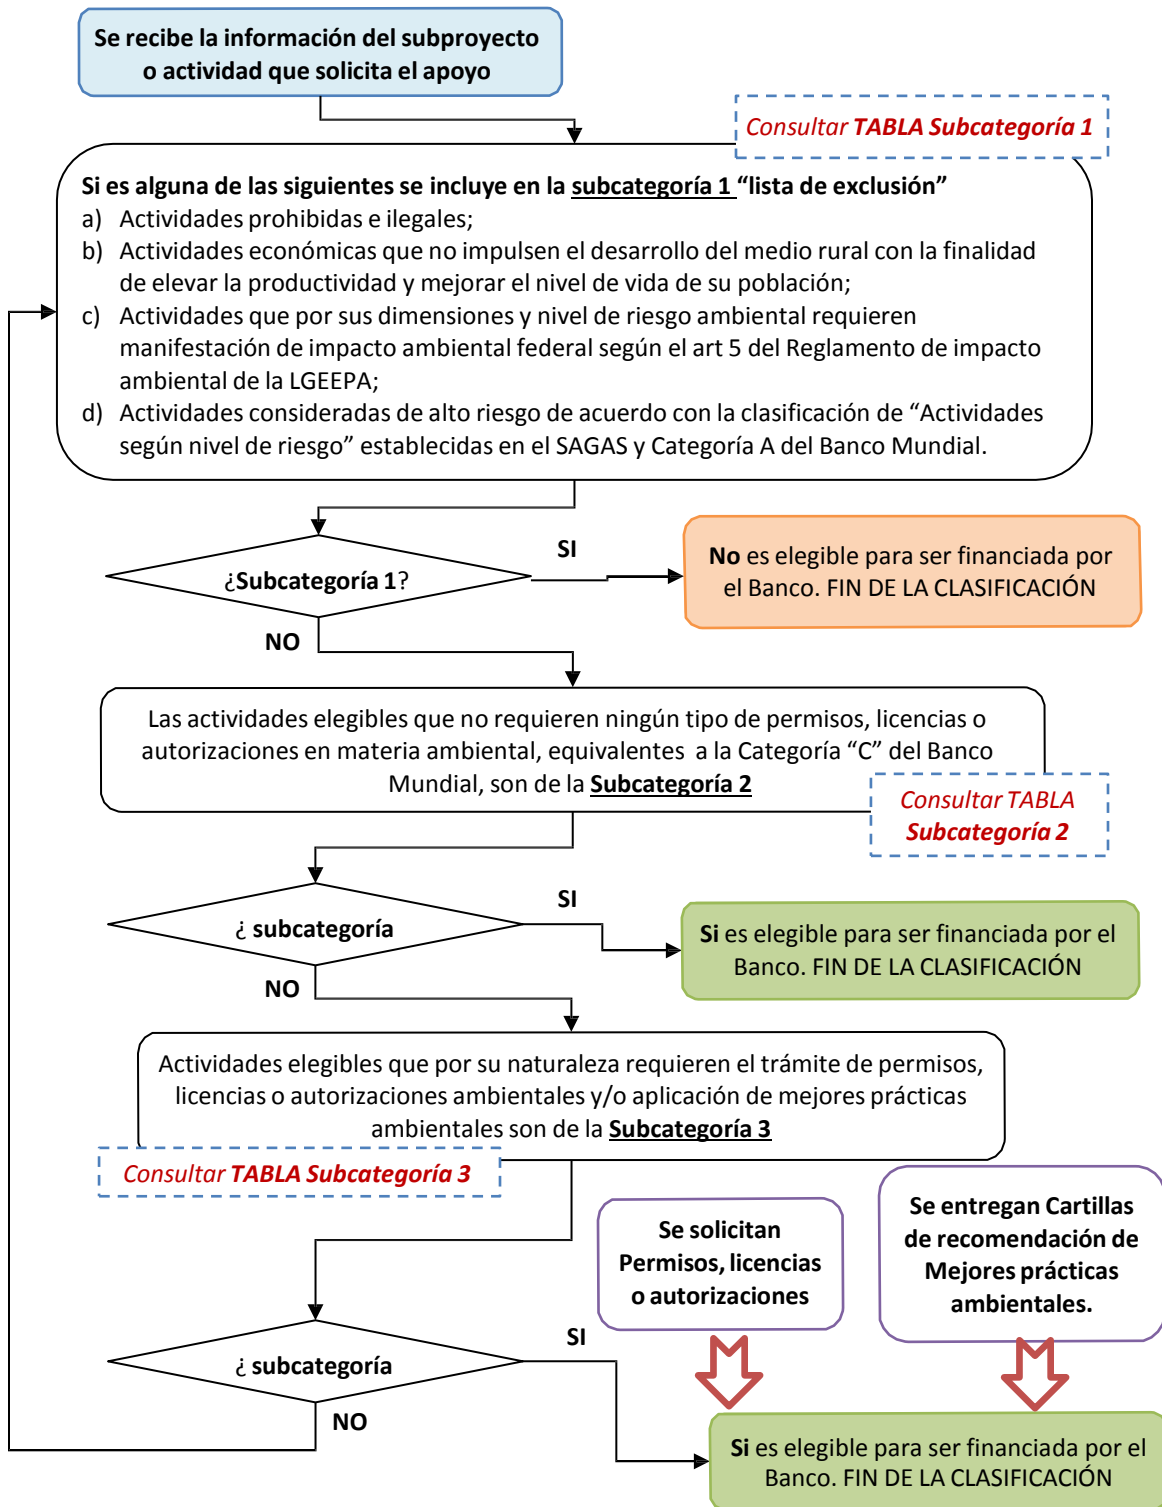 Se recibe la información del subproyecto
o actividad que solicita el apoyo
Consultar TABLA Subcategoría 1
Si es alguna de las siguientes se incluye en la subcategoría 1 “lista de exclusión”
a) Actividades prohibidas e ilegales;
b) Actividades económicas que no impulsen el desarrollo del medio rural con la finalidad
de elevar la productividad y mejorar el nivel de vida de su población;
c) Actividades que por sus dimensiones y nivel de riesgo ambiental requieren
manifestación de impacto ambiental federal según el art 5 del Reglamento de impacto
ambiental de la LGEEPA;
d) Actividades consideradas de alto riesgo de acuerdo con la clasificación de “Actividades
según nivel de riesgo” establecidas en el SAGAS y Categoría A del Banco Mundial.
¿Subcategoría 1?
SI
No es elegible para ser financiada por
el Banco. FIN DE LA CLASIFICACIÓN
NO
Las actividades elegibles que no requieren ningún tipo de permisos, licencias o
autorizaciones en materia ambiental, equivalentes a la Categoría “C” del Banco
Mundial, son de la Subcategoría 2
Consultar TABLA
Subcategoría 2
¿ subcategoría
SI
Si es elegible para ser financiada por el
Banco. FIN DE LA CLASIFICACIÓN
NO
Actividades elegibles que por su naturaleza requieren el trámite de permisos,
licencias o autorizaciones ambientales y/o aplicación de mejores prácticas
ambientales son de la Subcategoría 3
Consultar TABLA Subcategoría 3
Se solicitan
Permisos, licencias
o autorizaciones
Se entregan Cartillas
de recomendación de
Mejores prácticas
ambientales.
¿ subcategoría
SI
NO
Si es elegible para ser financiada por el
Banco. FIN DE LA CLASIFICACIÓN